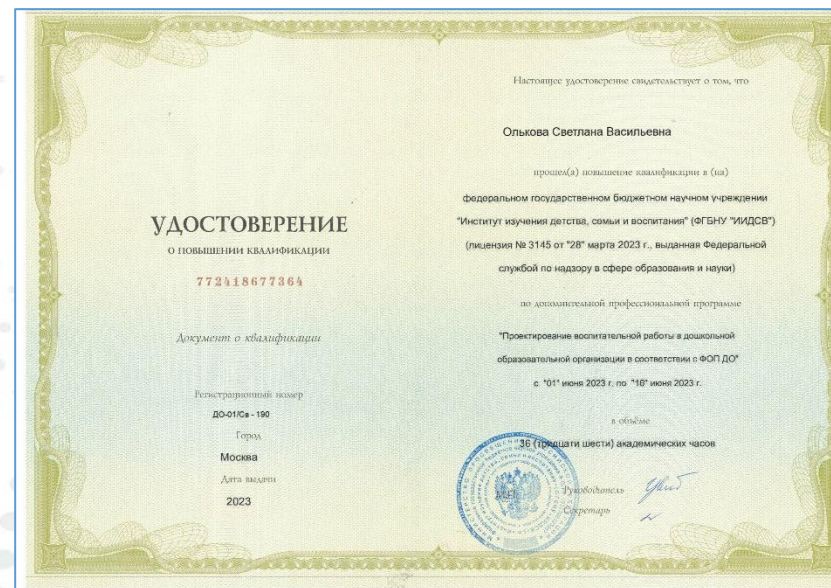 УДОСТОВЕРЕНИЕ
О ПОВЫШЕНИИ КВАЛИФИКАЦИИ
772418677364
Документ о квалификации
Регистрационный номер
ДО-01/Св - 190
Город
Москва
Дата выдачи
2023
Настоящее удостоверение свидетельствует о том, что
Олькова Светлана Васильевна
прошел(а) повышение квалификации в (на)
федеральном государственном бюджетном научном учреждении
"Институт изучения детства, семьи и воспитания" (ФГБНУ "ИИДСВ")
(лицензия № 3145 от "28" марта 2023 г., выданная Федеральной
службой по надзору в сфере образования и науки)
по дополнительной профессиональной программе
"Проектирование воспитательной работы в дошкольной
образовательной организации в соответствии с ФОП ДО"
с "01" июня 2023 г. по "16" июня 2023 г.
в объёме
36 (тридцати шести) академических часов
М.П.
Руководитель
Секретарь